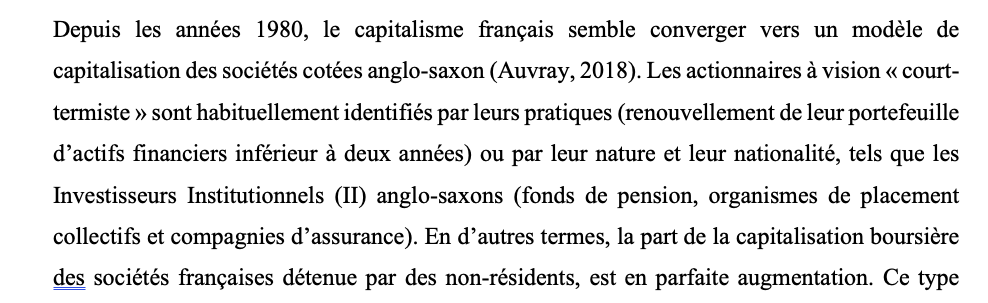 Depuis les années 1980, le capitalisme français semble converger vers un modèle de
capitalisation des sociétés cotées anglo-saxon (Auvray, 2018). Les actionnaires à vision « court-
termiste » sont habituellement identifiés par leurs pratiques (renouvellement de leur portefeuille
d’actifs financiers inférieur à deux années) ou par leur nature et leur nationalité, tels que les
Investisseurs Institutionnels (II) anglo-saxons (fonds de pension, organismes de placement
collectifs et compagnies d’assurance). En d’autres termes, la part de la capitalisation boursière
des sociétés françaises détenue par des non-résidents, est en parfaite augmentation. Ce type